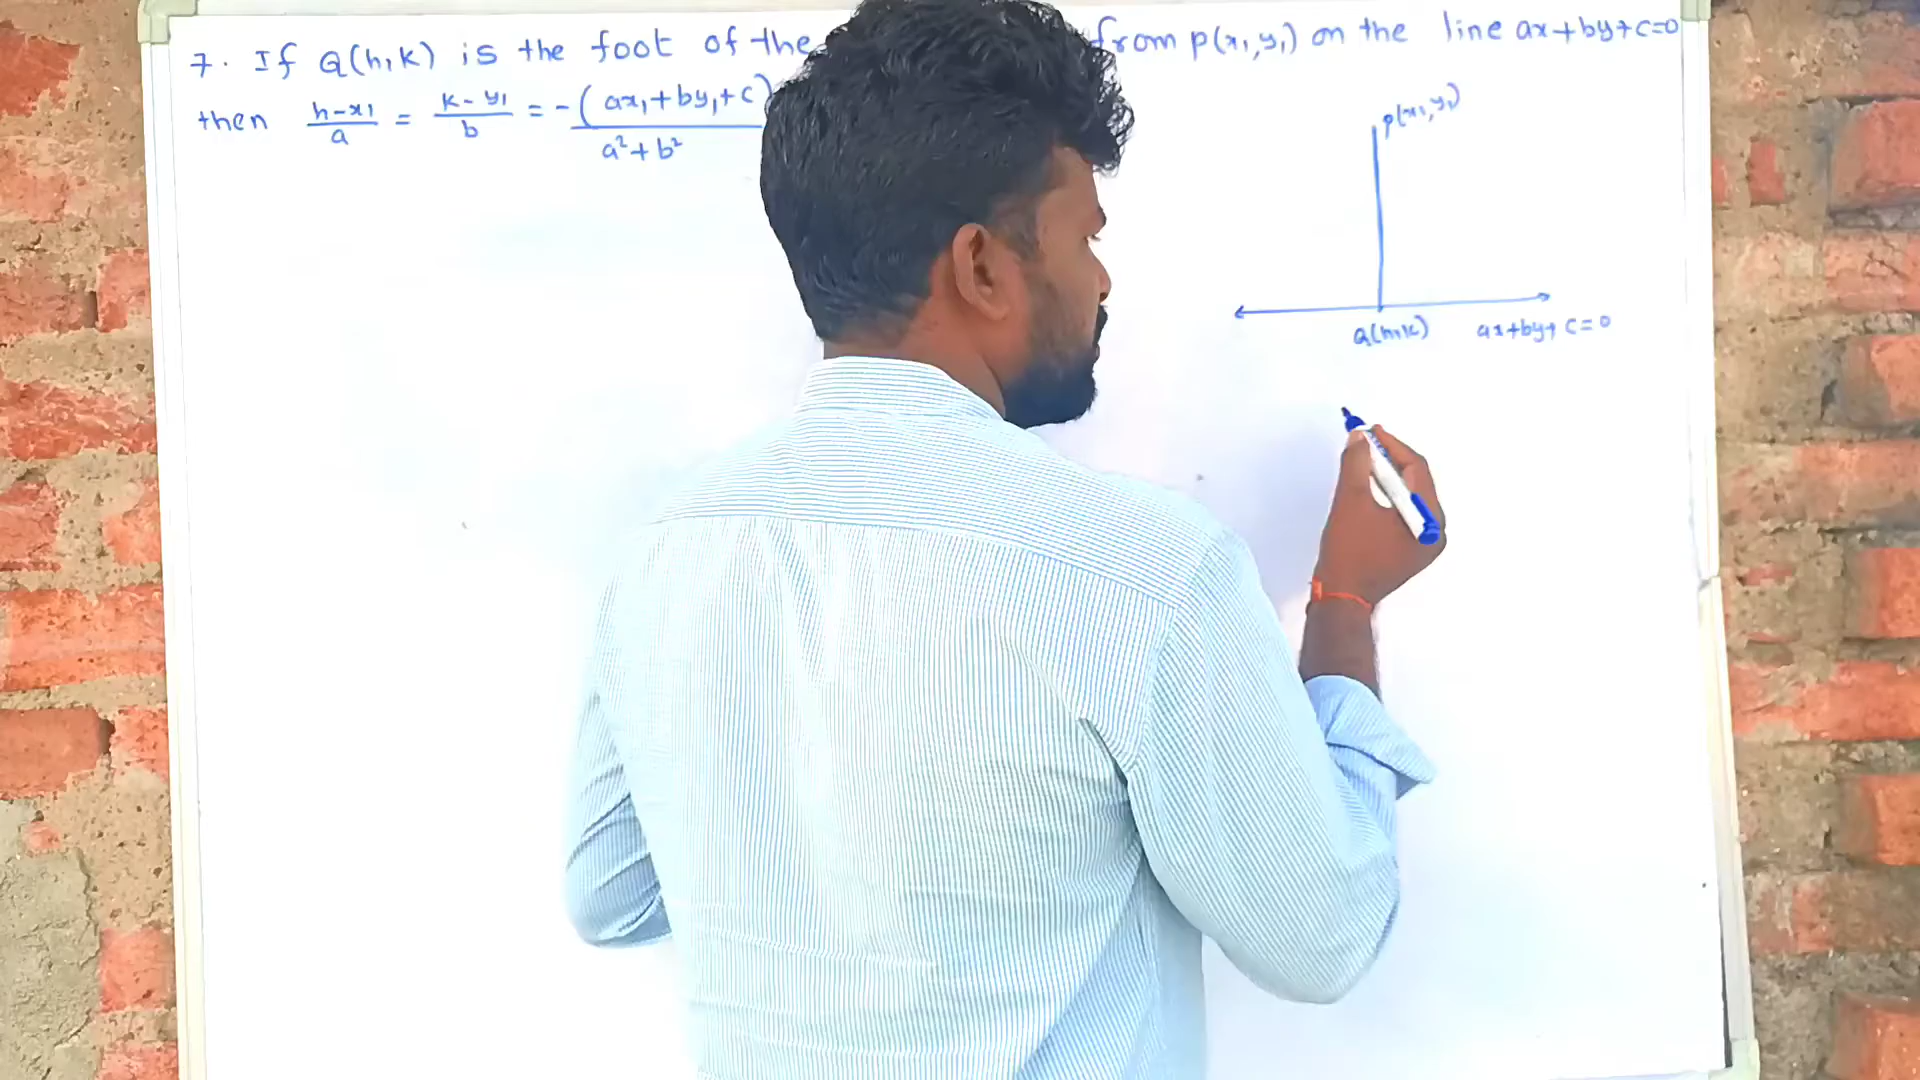 7. If Q(h,k) is the foot of the from p(x₁,y₁) on the line ax+by+c=0
then h-x₁/a = k-y₁/b = -(ax₁+by₁+c)/a²+b²
p(x₁,y₁)
Q(h,k) ax+by+c=0